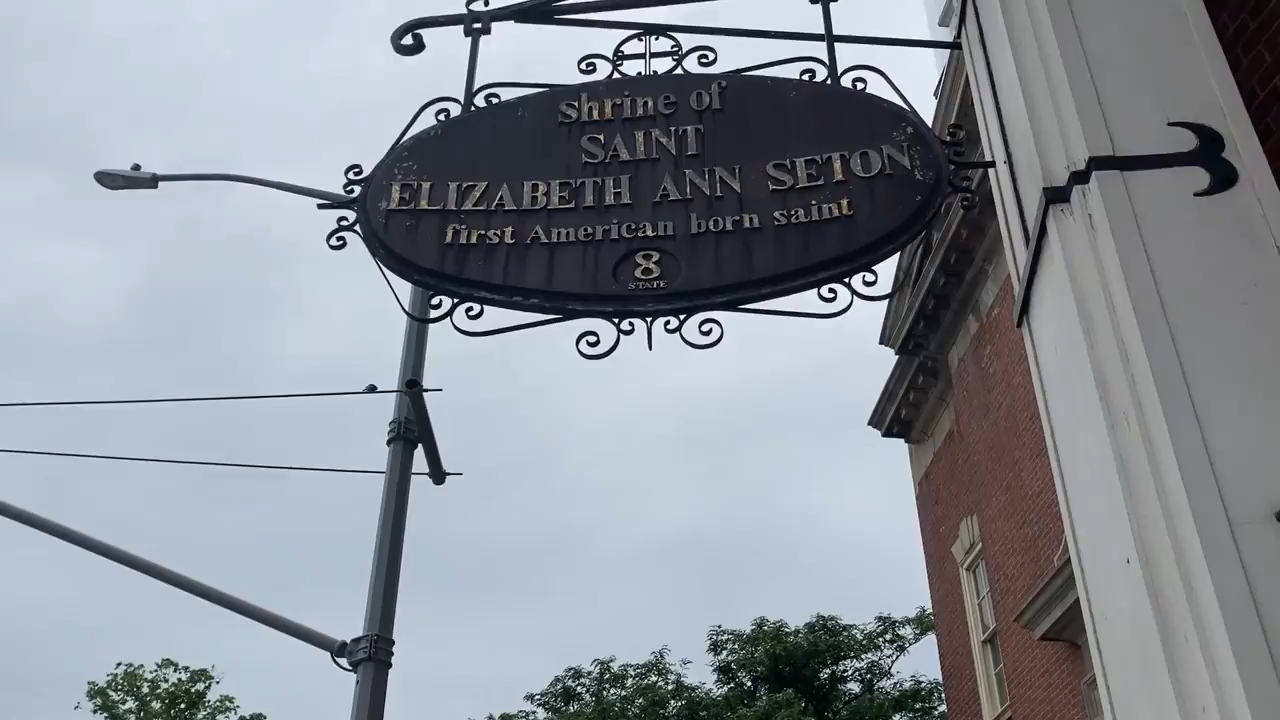 shrine of
SAINT
ELIZABETH ANN SETON
first American born saint
8
STATE